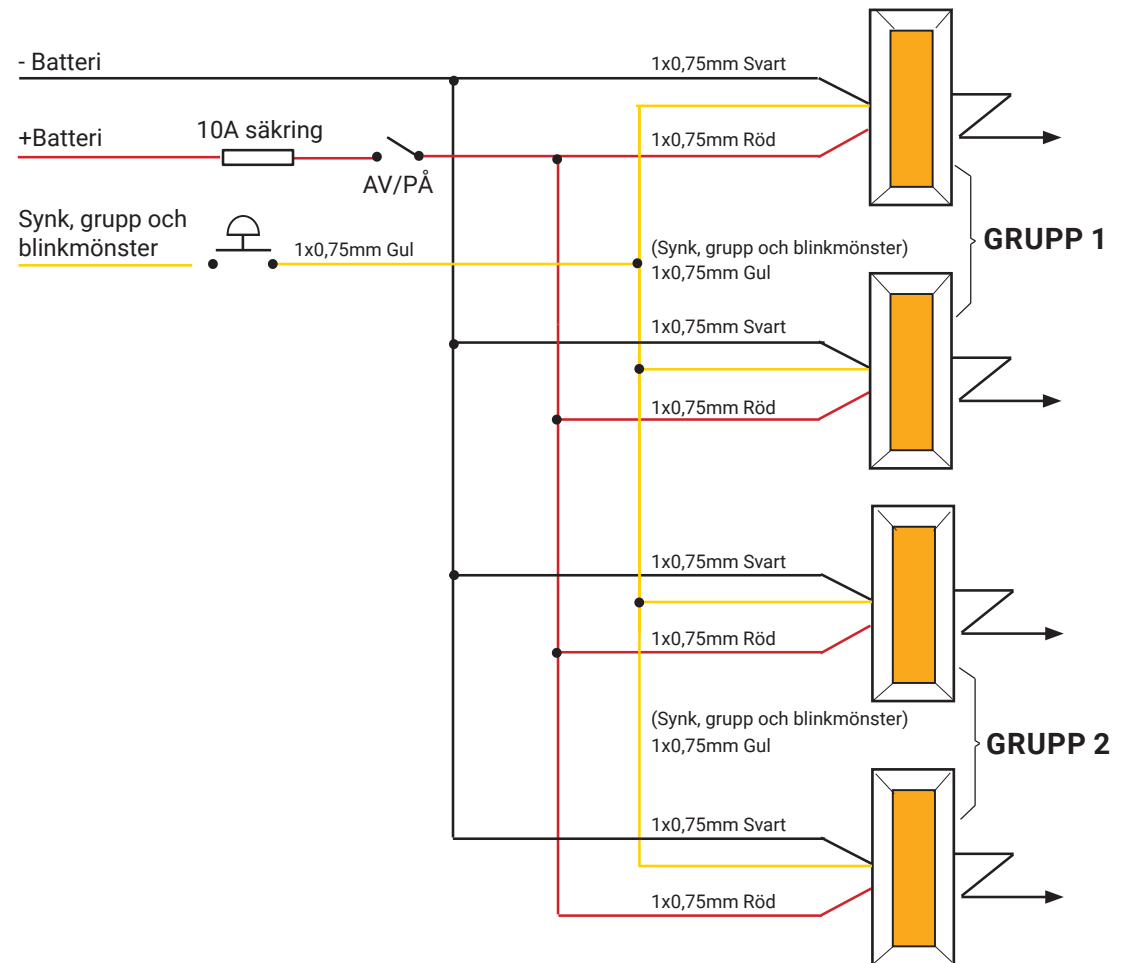 - Batteri
1x0,75mm Svart
+Batteri
10A säkring
1x0,75mm Röd
AV/PÅ
Synk, grupp och
blinkmönster
1x0,75mm Gul
(Synk, grupp och blinkmönster)
1x0,75mm Gul
GRUPP 1
1x0,75mm Svart
1x0,75mm Röd
1x0,75mm Svart
1x0,75mm Röd
(Synk, grupp och blinkmönster)
1x0,75mm Gul
GRUPP 2
1x0,75mm Svart
1x0,75mm Röd